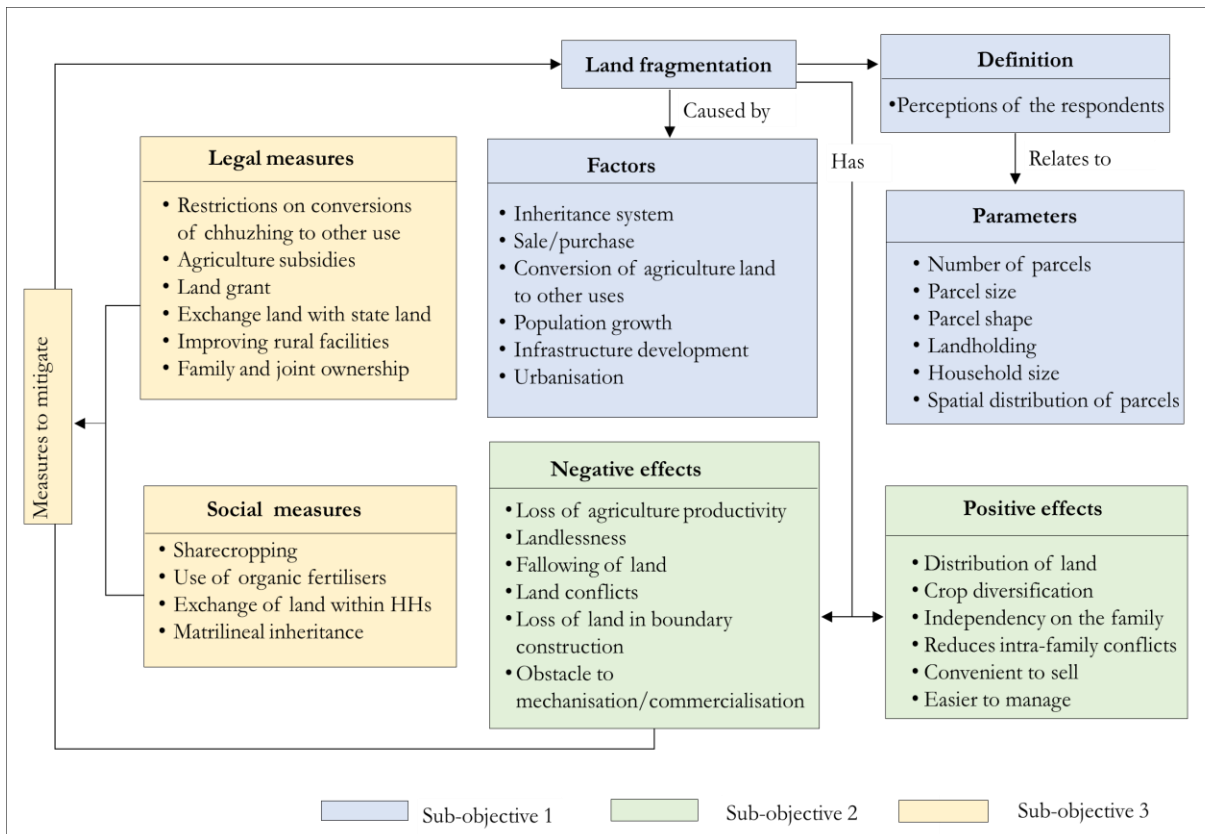 Land fragmentation
Definition
•Perceptions of the respondents
Caused by
Has
Relates to
Legal measures
• Restrictions on conversions
of chhuzhing to other use
• Agriculture subsidies
• Land grant
• Exchange land with state land
• Improving rural facilities
• Family and joint ownership
Factors
• Inheritance system
• Sale/purchase
• Conversion of agriculture land
to other uses
• Population growth
• Infrastructure development
• Urbanisation
Parameters
• Number of parcels
• Parcel size
• Parcel shape
• Landholding
• Household size
• Spatial distribution of parcels
Measures to mitigate
Social measures
• Sharecropping
• Use of organic fertilisers
• Exchange of land within HHs
• Matrilineal inheritance
Negative effects
•Loss of agriculture productivity
•Landlessness
•Fallowing of land
•Land conflicts
•Loss of land in boundary
construction
•Obstacle to
mechanisation/commercialisation
Positive effects
• Distribution of land
• Crop diversification
• Independency on the family
• Reduces intra-family conflicts
• Convenient to sell
• Easier to manage
Sub-objective 1
Sub-objective 2
Sub-objective 3